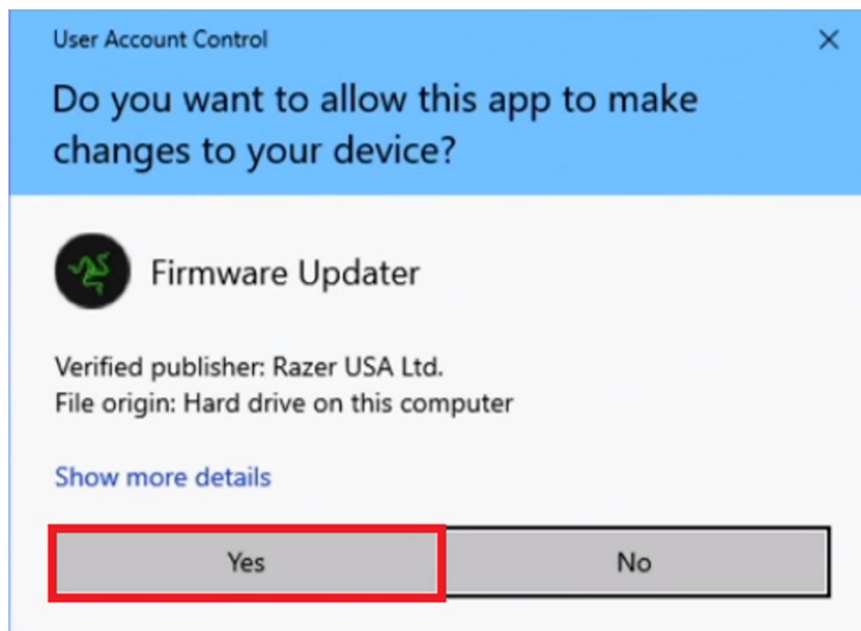 User Account Control
Do you want to allow this app to make
changes to your device?
Firmware Updater
Verified publisher: Razer USA Ltd.
File origin: Hard drive on this computer
Show more details
Yes
No